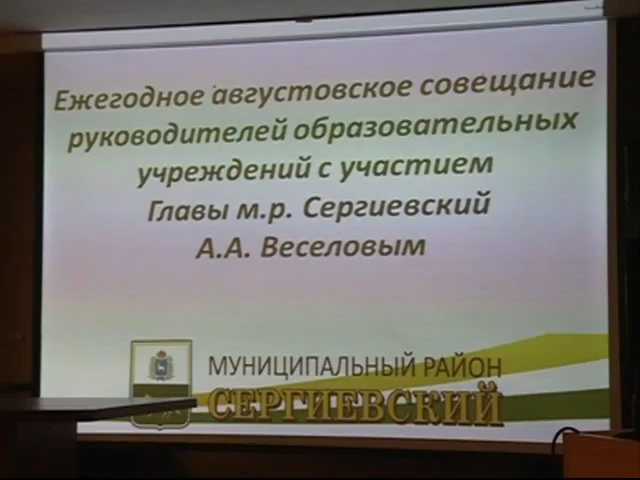 Ежегодное августовское совещание
руководителей образовательных
учреждений с участием
Главы м.р. Сергиевский
А.А. Веселовым
МУНИЦИПАЛЬНЫЙ РАЙОН
СЕРГИЕВСКИЙ